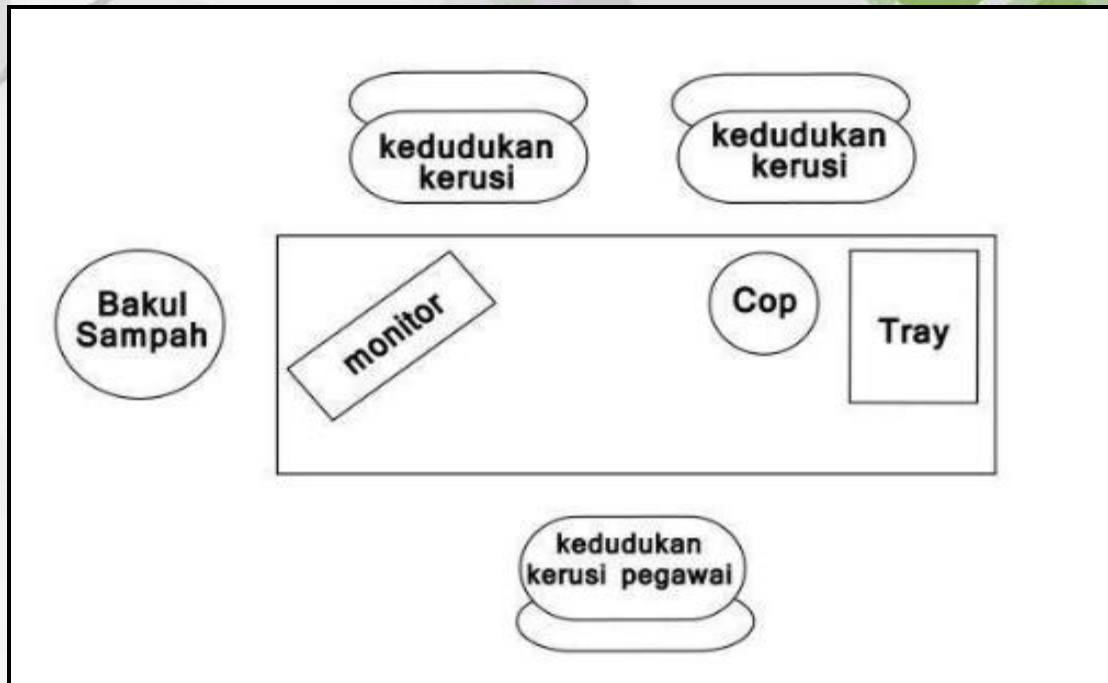 kedudukan
kerusi
kedudukan
kerusi
Bakul
Sampah
monitor
Cop
Tray
kedudukan
kerusi pegawai